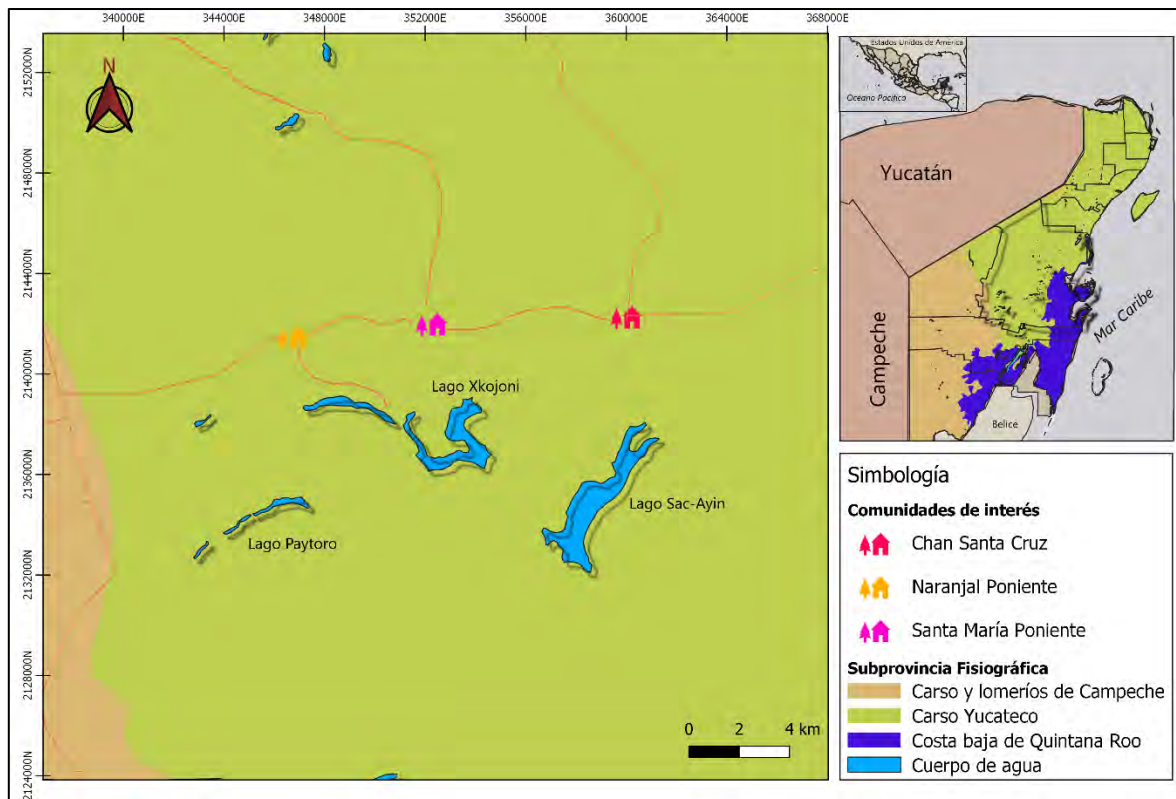 340000E
344000E
348000E
352000E
356000E
360000E
364000E
368000E
2152000N
2148000N
2144000N
2140000N
2136000N
2132000N
2128000N
2124000N
N
Lago Xkojoni
Lago Sac-Ayin
Lago Paytoro
0 2 4 km
Estados Unidos de América
Oceano Pacífico
Yucatán
Campeche
Mar Caribe
Belice
Simbología
Comunidades de interés
Chan Santa Cruz
Naranjal Poniente
Santa María Poniente
Subprovincia Fisiográfica
Carso y lomeríos de Campeche
Carso Yucateco
Costa baja de Quintana Roo
Cuerpo de agua